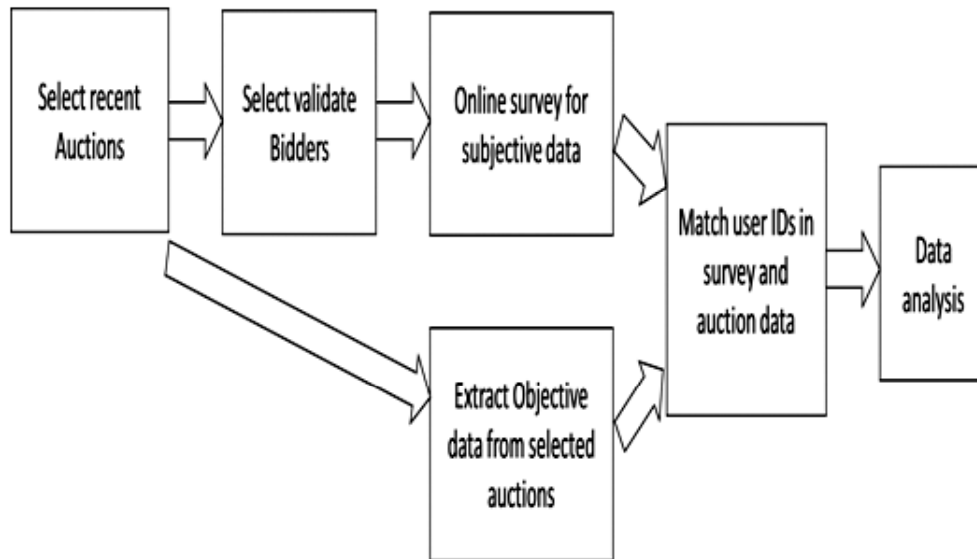 Select recent
Auctions
Select validate
Bidders
Online survey for
subjective data
Match user IDs in
survey and
auction data
Data
analysis
Extract Objective
data from selected
auctions